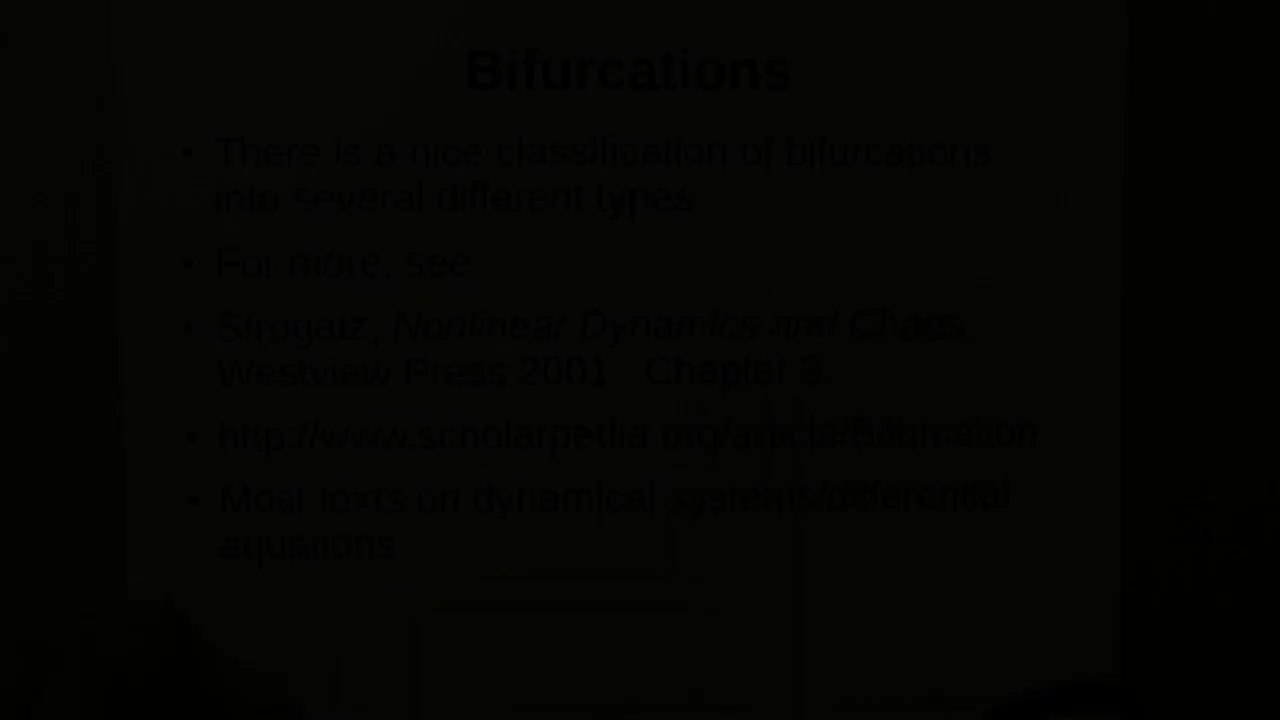 Bifurcations
• There is a nice classification of bifurcations
into several different types
• For more, see
• Strogatz, Nonlinear Dynamics and Chaos
Westview Press 2001 Chapter 3.
• http://www.scholarpedia.org/article/Bifurcation
• Most texts on dynamical systems/differential
equations